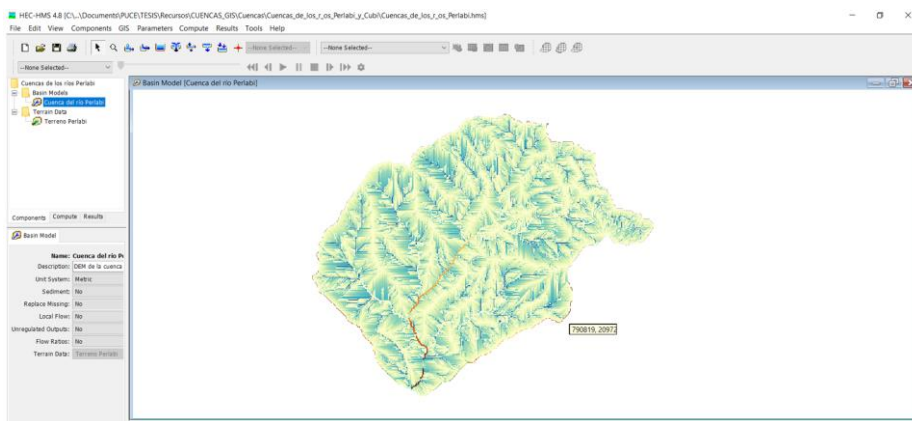 HEC-HMS 4.8 [C:\...\Documents\PUCE\TESIS\Recursos\CUENCAS_GIS\Cuencas\Cuencas_de_los_r_os_Perlabi_y_Cubi\Cuencas_de_los_r_os_Perlabi.hms]
File Edit View Components GIS Parameters Compute Results Tools Help
--None Selected-- --None Selected--
--None Selected--
Cuencas de los ríos Perlabi
Basin Models
Cuenca del río Perlabi
Terrain Data
Terreno Perlabi
Components Compute Results
Basin Model
Name: Cuenca del río P
Description: DEM de la cuenca
Unit System: Metric
Sediment: No
Replace Missing: No
Local Flow: No
Unregulated Outputs: No
Flow Ratios: No
Terrain Data: Terreno Perlabi
Basin Model [Cuenca del río Perlabi]
790819, 20972